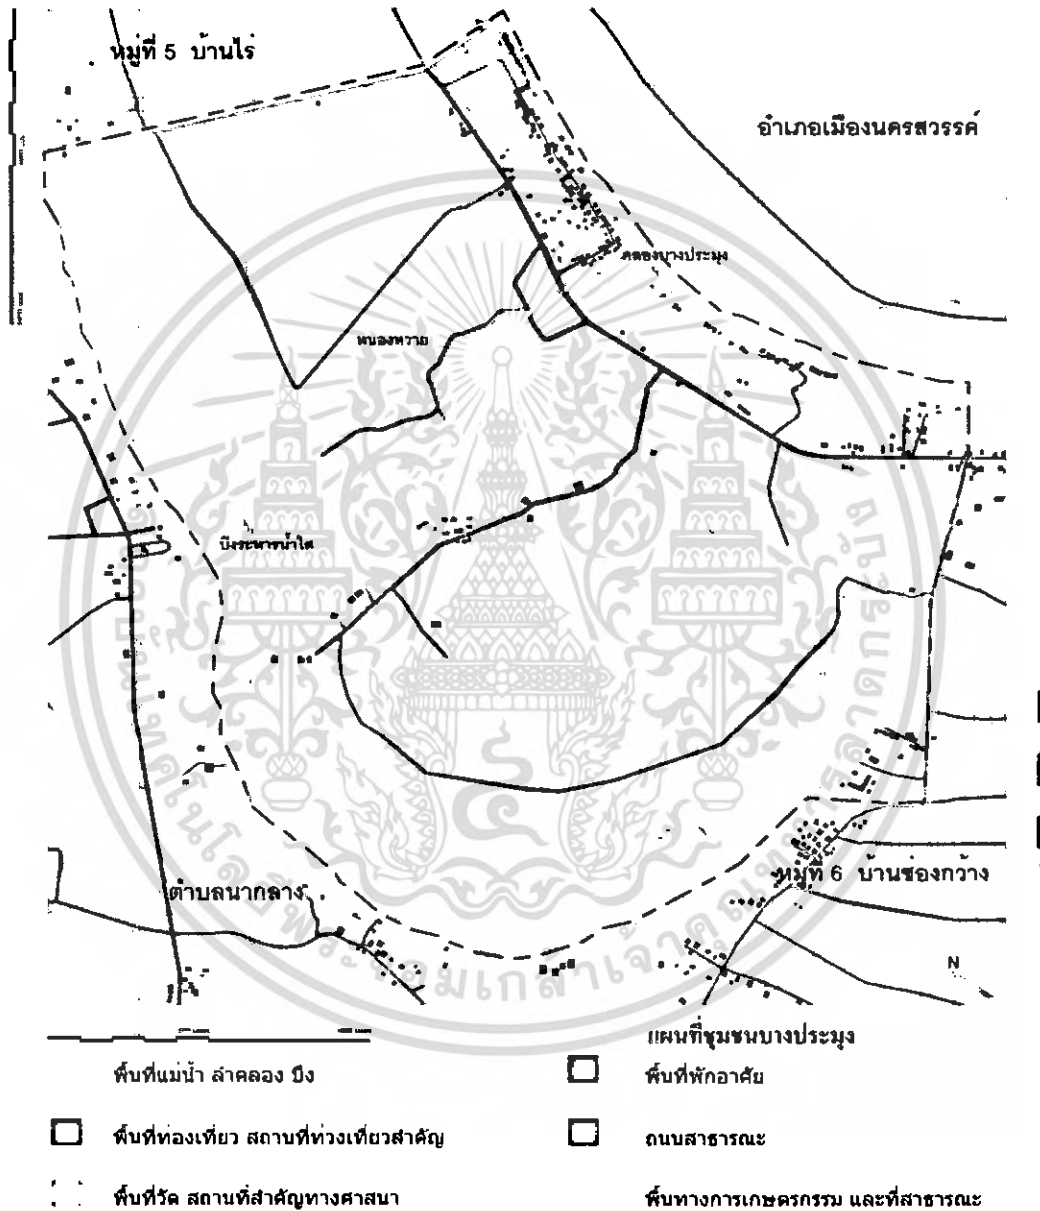 หมู่ที่ 5 บ้านไร่
อำเภอเมืองนครสวรรค์
คลองบางประมุง
หนองหวาย
บึงระหารน้ำใส
ตำบลนากลาง
หมู่ที่ 6 บ้านช่องกว้าง
N
แผนที่ชุมชนบางประมุง
พื้นที่แม่น้ำ ลำคลอง บึง
พื้นที่พักอาศัย
พื้นที่ท่องเที่ยว สถานที่ท่วงเที่ยวสำคัญ
ถนนสาธารณะ
พื้นที่วัด สถานที่สำคัญทางศาสนา
พื้นทางการเกษตรกรรม และที่สาธารณะ